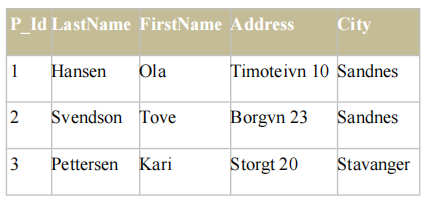 P_Id LastName FirstName Address City
1 Hansen Ola Timoteivn 10 Sandnes
2 Svendson Tove Borgvn 23 Sandnes
3 Pettersen Kari Storgt 20 Stavanger